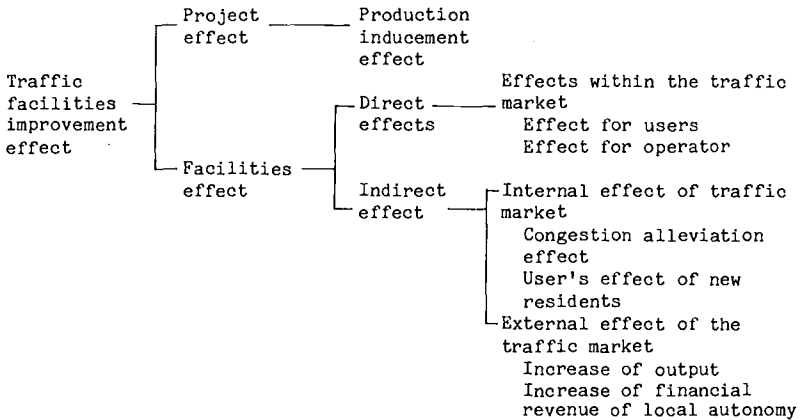 Project effect
Production inducement effect
Traffic facilities improvement effect
Facilities effect
Direct effects
Effects within the traffic market
Effect for users
Effect for operator
Indirect effect
Internal effect of traffic market
Congestion alleviation effect
User's effect of new residents
External effect of the traffic market
Increase of output
Increase of financial revenue of local autonomy